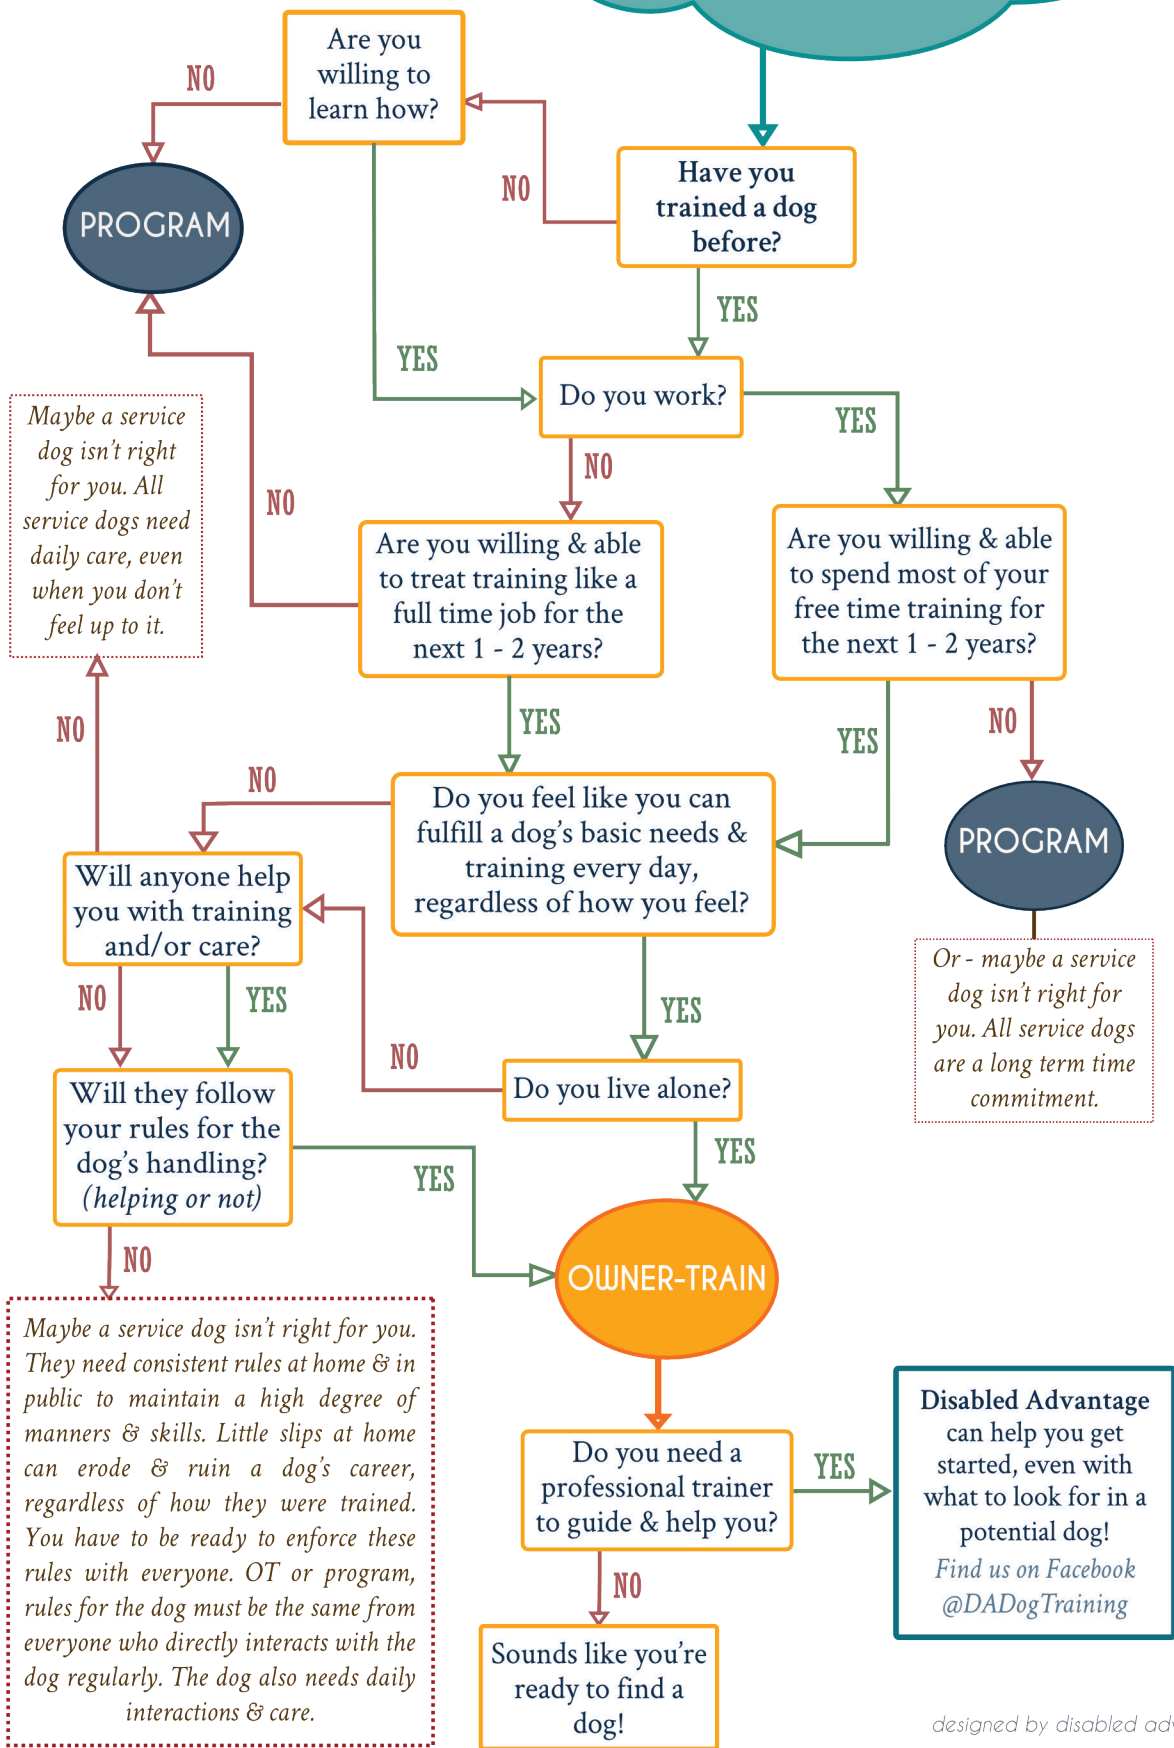 Are you
willing to
learn how?
NO
PROGRAM
NO
Have you
trained a dog
before?
YES
YES
Do you work?
YES
NO
NO
Maybe a service
dog isn't right
for you. All
service dogs need
daily care, even
when you don't
feel up to it.
Are you willing & able
to treat training like a
full time job for the
next 1 - 2 years?
Are you willing & able
to spend most of your
free time training for
the next 1 - 2 years?
NO
YES
YES
NO
NO
Do you feel like you can
fulfill a dog's basic needs &
training every day,
regardless of how you feel?
PROGRAM
Or - maybe a service
dog isn't right for
you. All service dogs
are a long term time
commitment.
Will anyone help
you with training
and/or care?
NO
YES
YES
NO
Do you live alone?
YES
Will they follow
your rules for the
dog's handling?
(helping or not)
YES
NO
OWNER-TRAIN
Maybe a service dog isn't right for you.
They need consistent rules at home & in
public to maintain a high degree of
manners & skills. Little slips at home
can erode & ruin a dog's career,
regardless of how they were trained.
You have to be ready to enforce these
rules with everyone. OT or program,
rules for the dog must be the same from
everyone who directly interacts with the
dog regularly. The dog also needs daily
interactions & care.
Do you need a
professional trainer
to guide & help you?
YES
NO
Disabled Advantage
can help you get
started, even with
what to look for in a
potential dog!
Find us on Facebook
@DADogTraining
Sounds like you're
ready to find a
dog!
designed by disabled